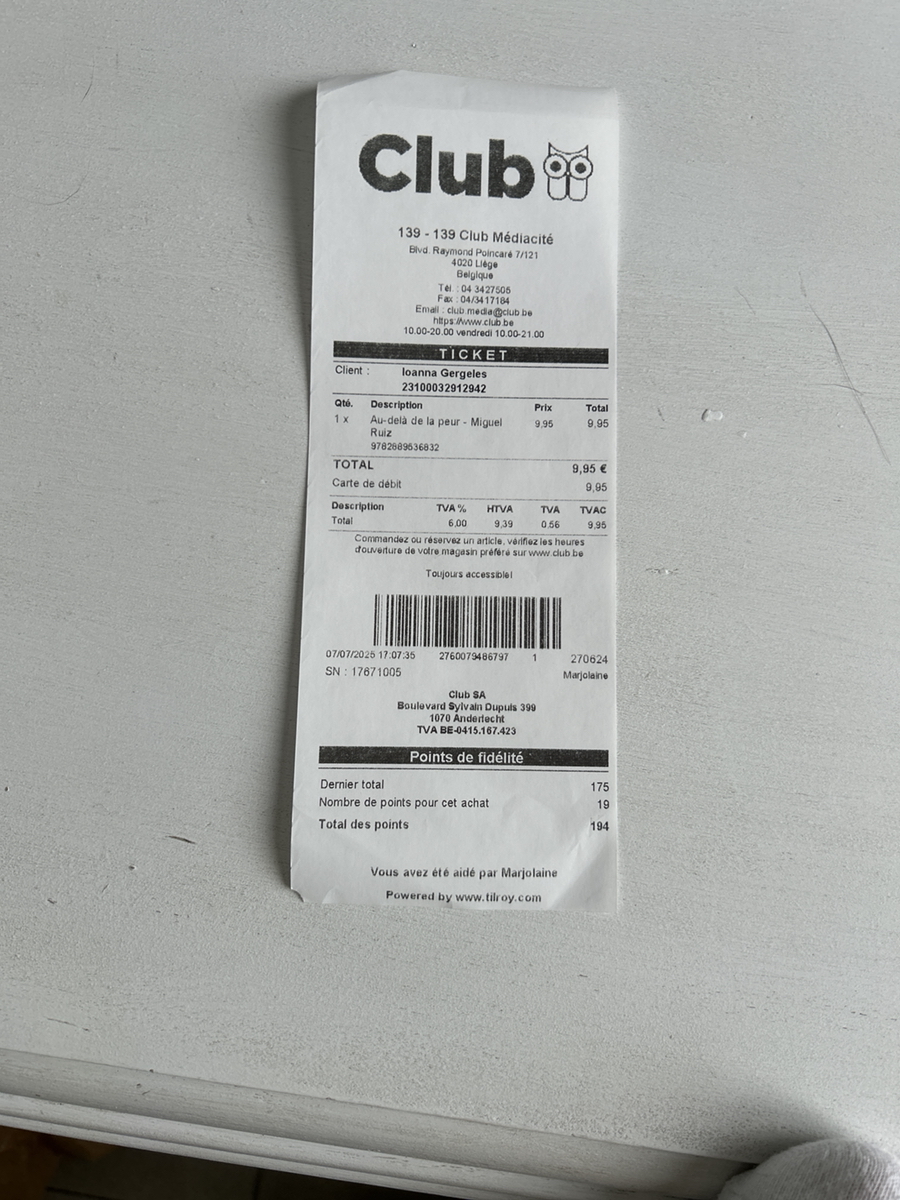 Club
139 - 139 Club Médiacité
Blvd. Raymond Poincaré 7/121
4020 Liège
Belgique
Tél. : 04 3427505
Fax : 04/3417184
Email : club.media@club.be
https://www.club.be
10.00-20.00 vendredi 10.00-21.00
TICKET
Client : Ioanna Gergeles
23100032912942
Qté. Description Prix Total
1 x Au-delà de la peur - Miguel 9,95 9,95
Ruiz
9782889536832
TOTAL 9,95 €
Carte de débit 9,95
Description TVA % HTVA TVA TVAC
Total 6,00 9,39 0,56 9,95
Commandez ou réservez un article, vérifiez les heures
d'ouverture de votre magasin préféré sur www.club.be
Toujours accessible!
07/07/2025 17:07:35 2760079486797 1 270624
SN : 17671005 Marjolaine
Club SA
Boulevard Sylvain Dupuis 399
1070 Anderlecht
TVA BE-0415.167.423
Points de fidélité
Dernier total 175
Nombre de points pour cet achat 19
Total des points 194
Vous avez été aidé par Marjolaine
Powered by www.tilroy.com